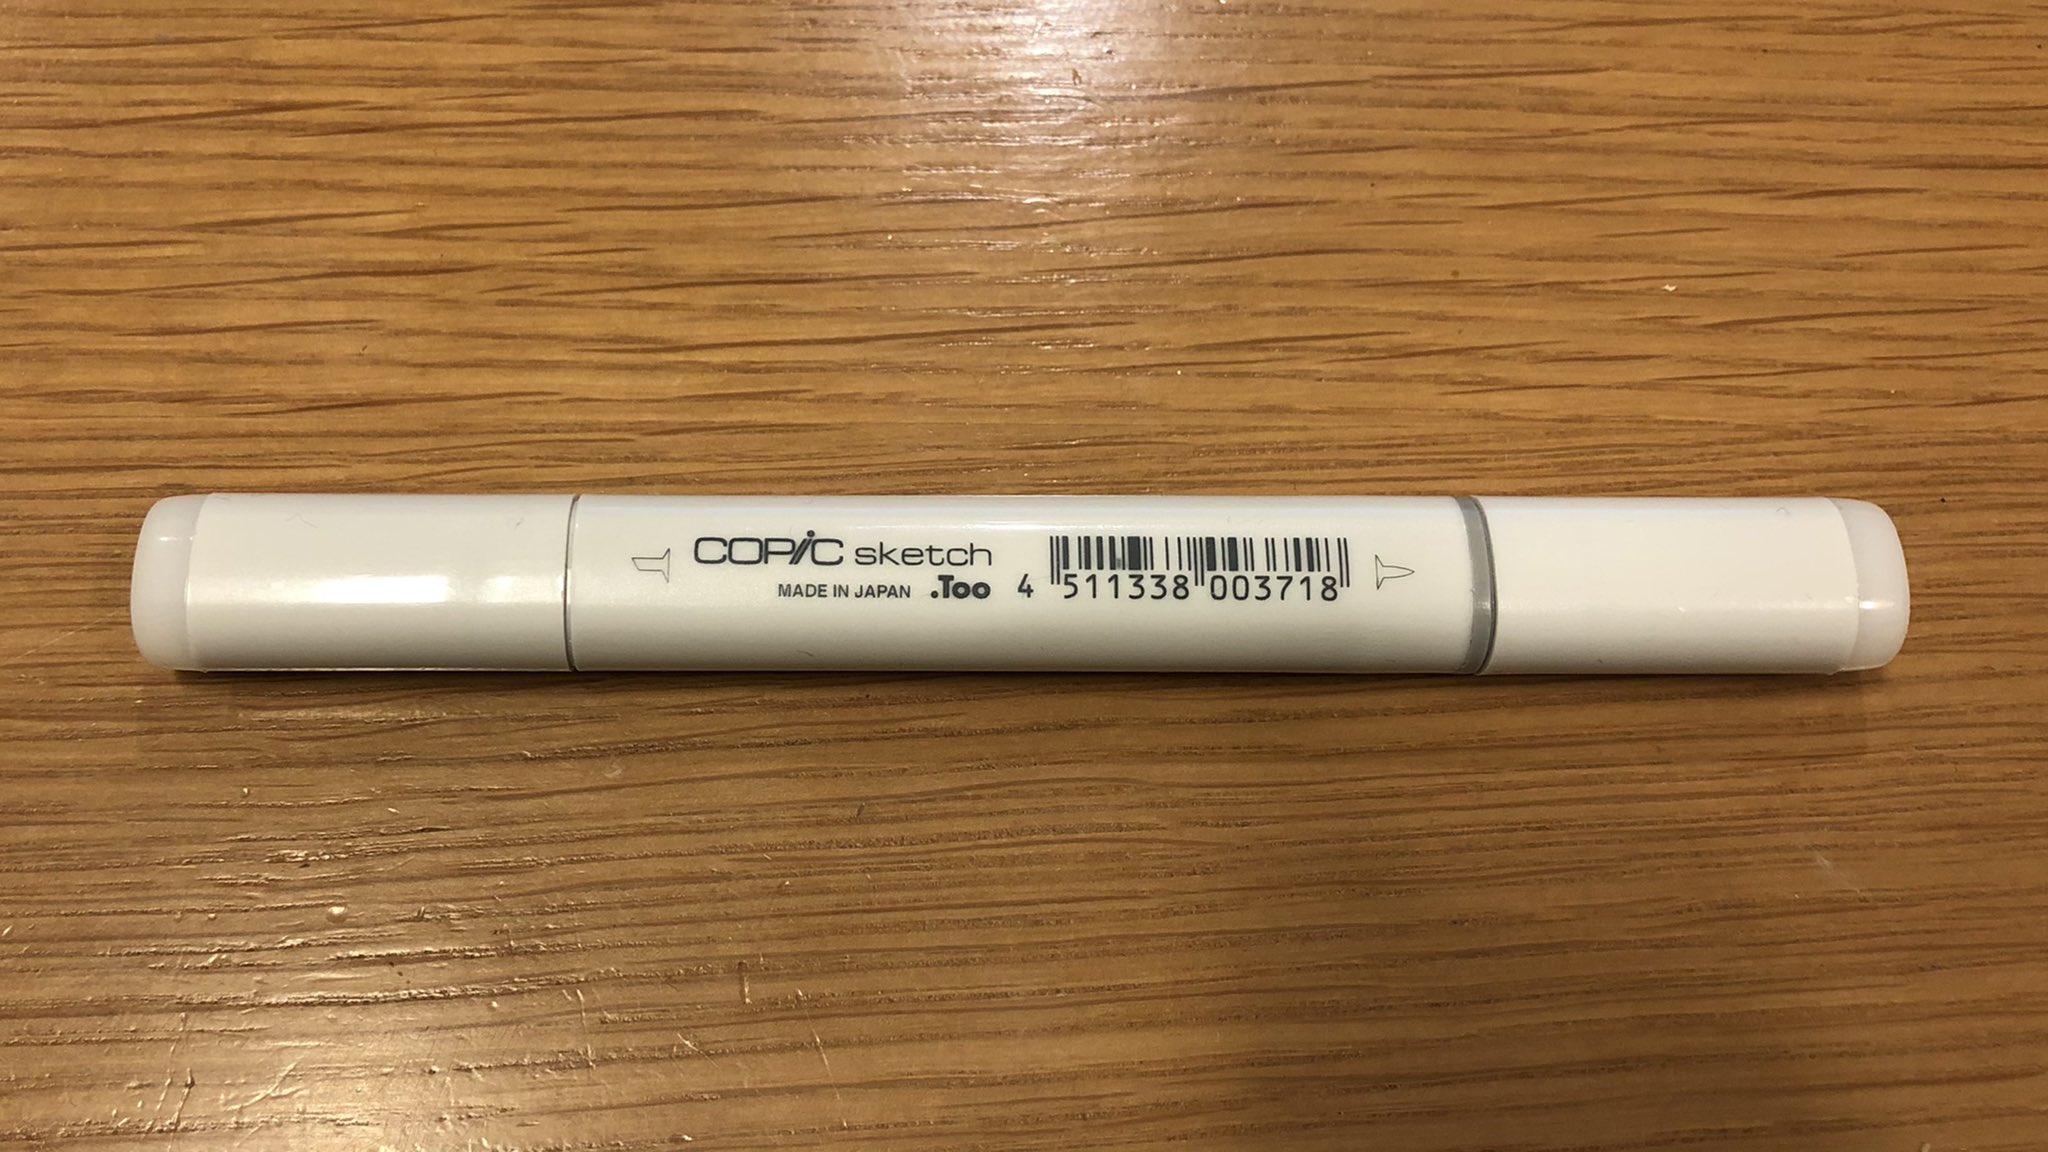 COPiC sketch
MADE IN JAPAN .Too
4 511338 003718